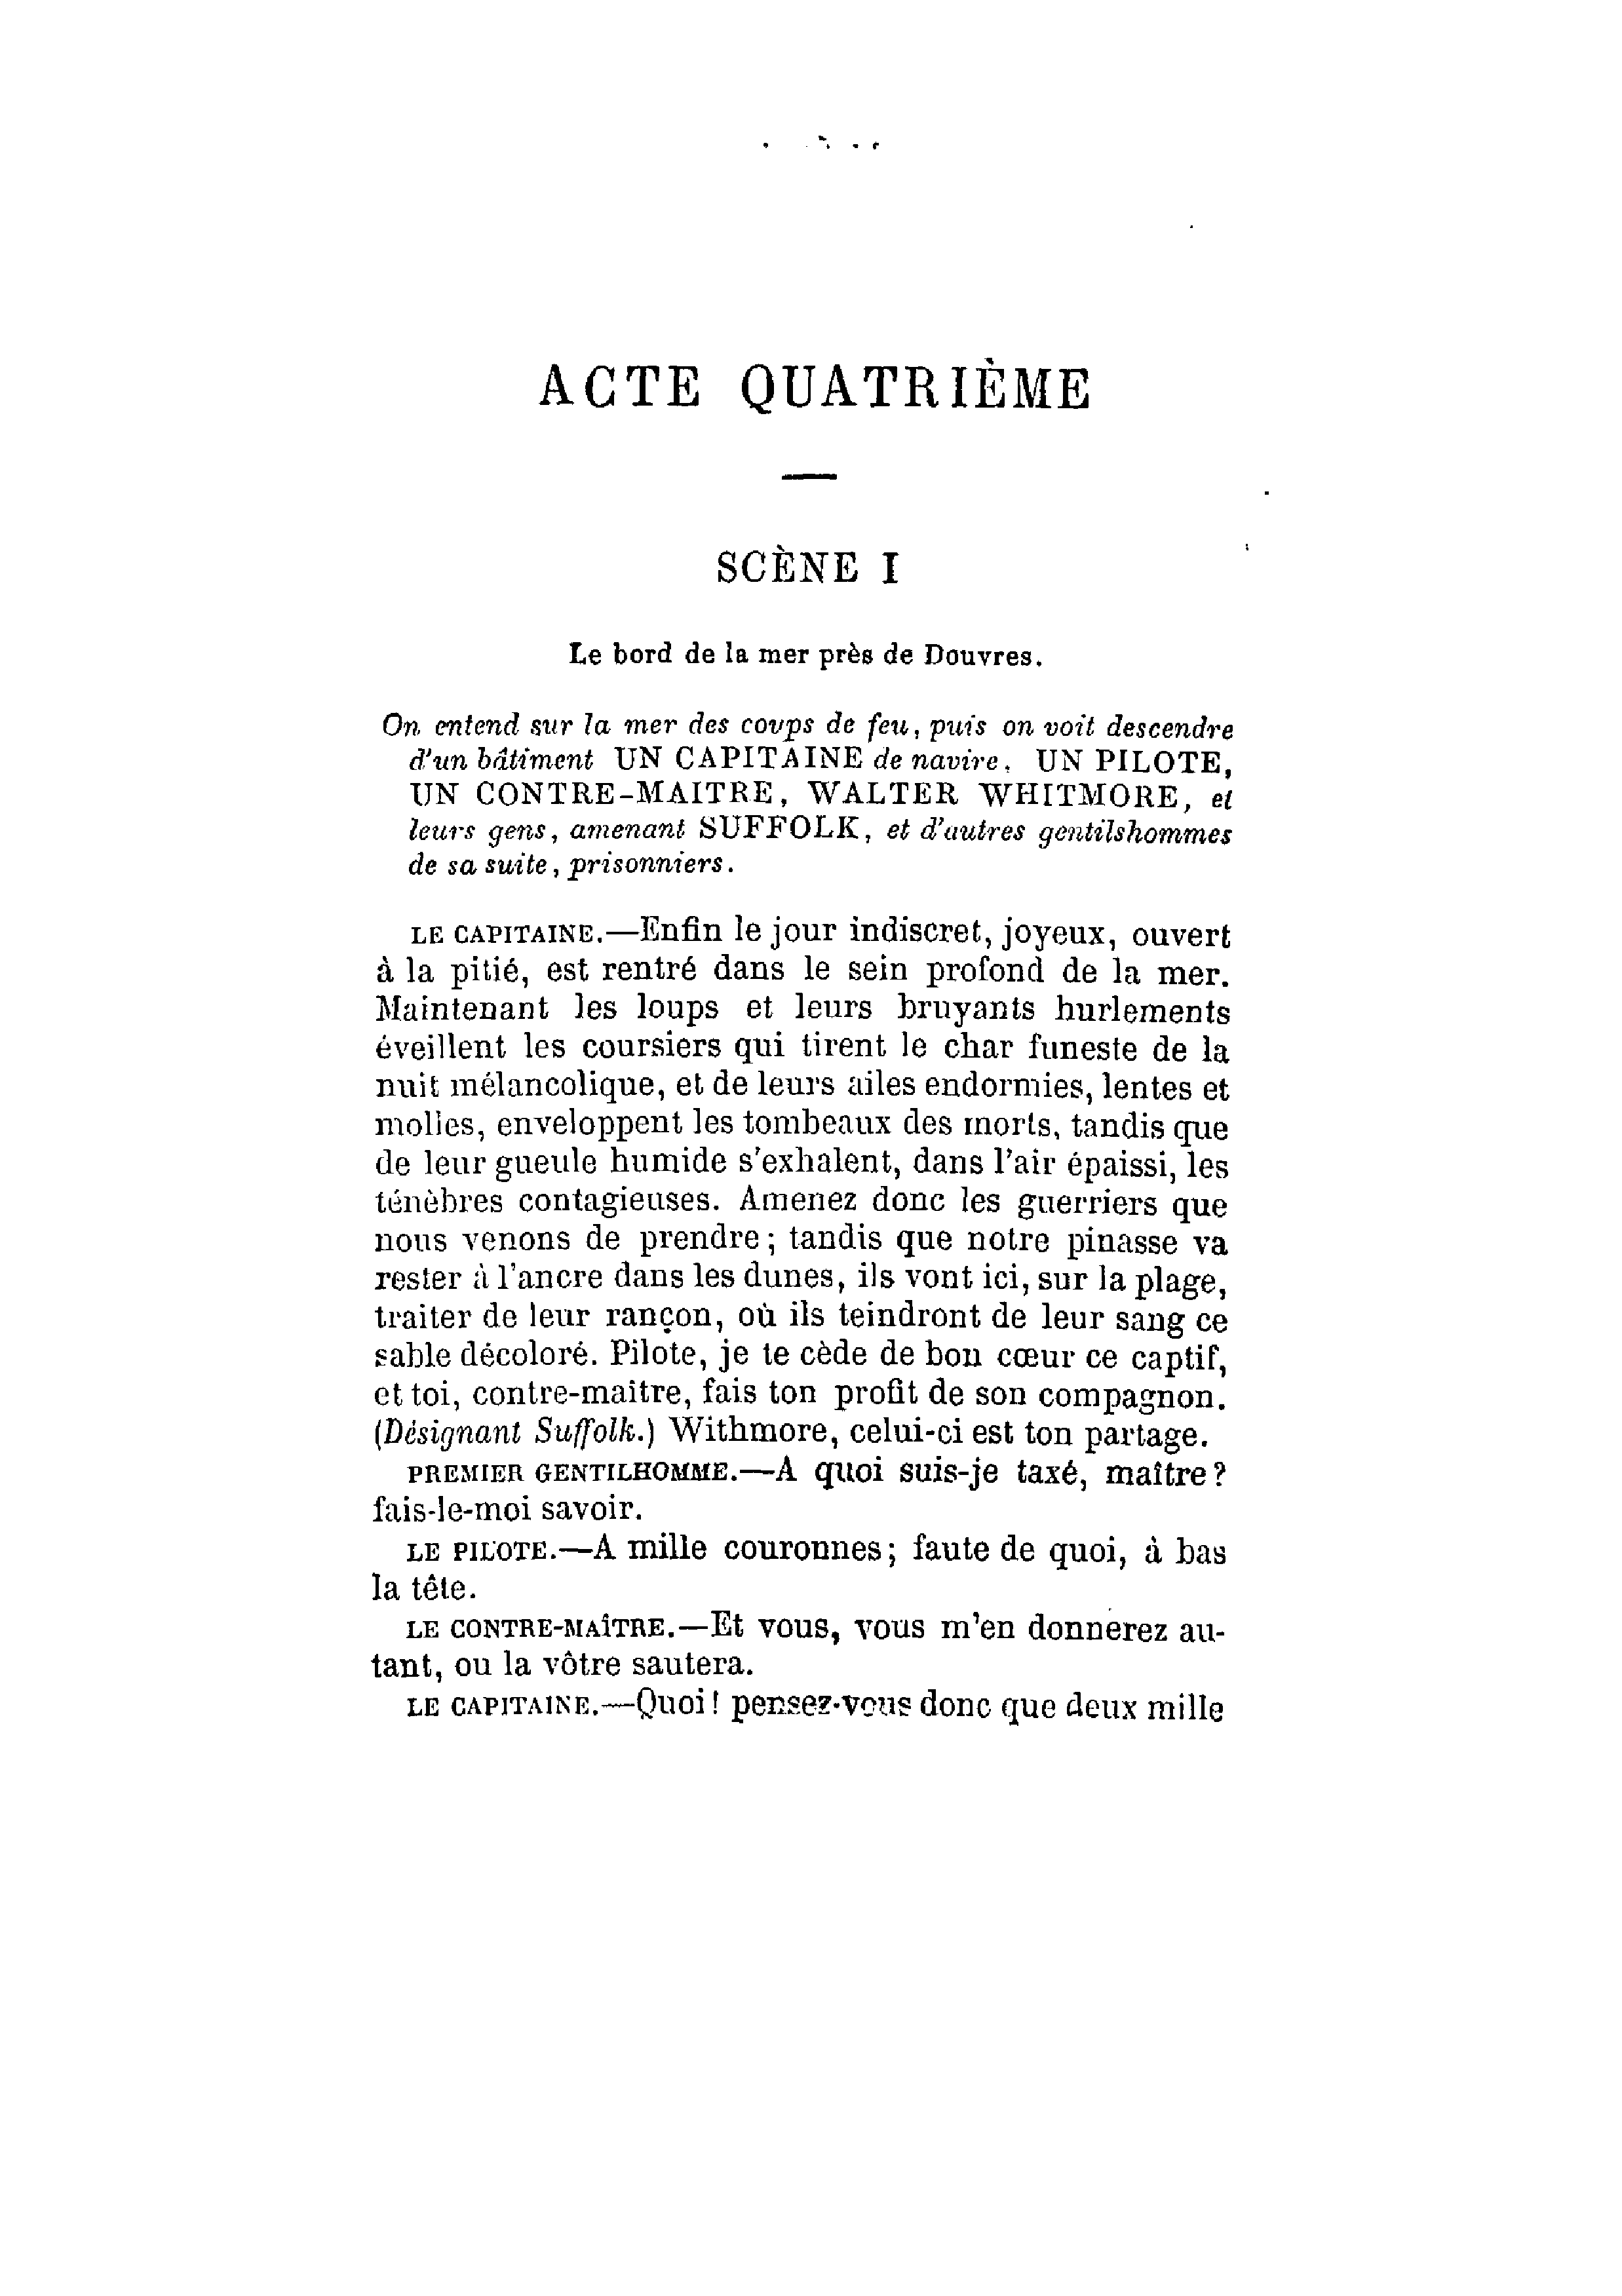 ACTE QUATRIÈME
SCÈNE I
Le bord de la mer près de Douvres.
On entend sur la mer des coups de feu, puis on voit descendre
d'un bâtiment UN CAPITAINE de navire, UN PILOTE,
UN CONTRE-MAITRE, WALTER WHITMORE, et
leurs gens, amenant SUFFOLK, et d'autres gentilshommes
de sa suite, prisonniers.
LE CAPITAINE.—Enfin le jour indiscret, joyeux, ouvert
à la pitié, est rentré dans le sein profond de la mer.
Maintenant les loups et leurs bruyants hurlements
éveillent les coursiers qui tirent le char funeste de la
nuit mélancolique, et de leurs ailes endormies, lentes et
molles, enveloppent les tombeaux des morts, tandis que
de leur gueule humide s'exhalent, dans l'air épaissi, les
ténèbres contagieuses. Amenez donc les guerriers que
nous venons de prendre; tandis que notre pinasse va
rester à l'ancre dans les dunes, ils vont ici, sur la plage,
traiter de leur rançon, où ils teindront de leur sang ce
sable décoloré. Pilote, je te cède de bon cœur ce captif,
et toi, contre-maitre, fais ton profit de son compagnon.
(Désignant Suffolk.) Withmore, celui-ci est ton partage.
PREMIER GENTILHOMME.—A quoi suis-je taxé, maître?
fais-le-moi savoir.
LE PILOTE.—A mille couronnes; faute de quoi, à bas
la tête.
LE CONTRE-MAÎTRE.—Et vous, vous m'en donnerez au-
tant, ou la vôtre sautera.
LE CAPITAINE.—Quoi! pensez-vous donc que deux mille